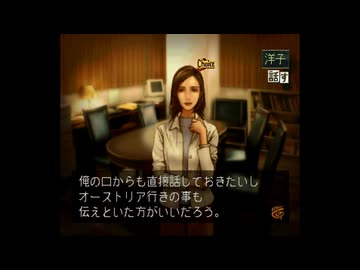 Choice
洋子
話す
俺の口からも直接話しておきたいし
オーストリア行きの事も
伝えといた方がいいだろう。